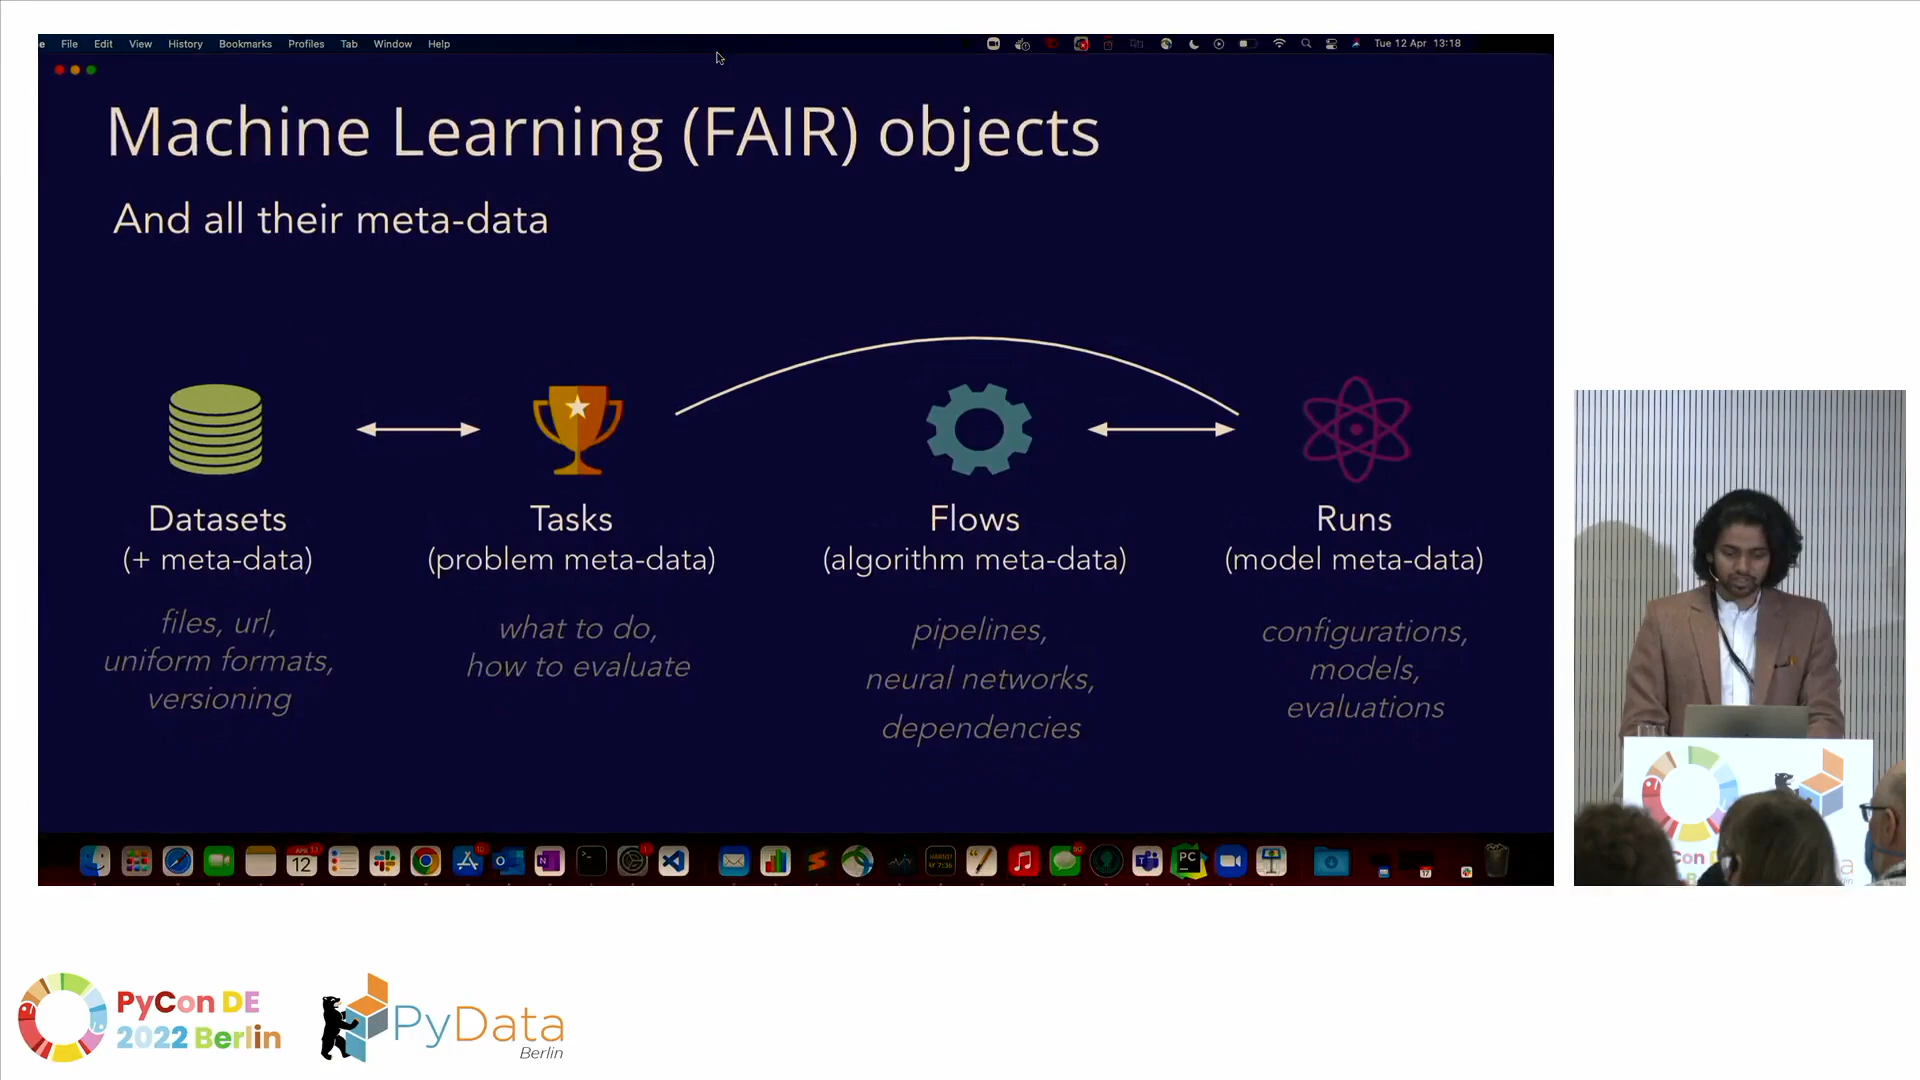 File Edit View History Bookmarks Profiles Tab Window Help
Tue 12 Apr 13:18
Machine Learning (FAIR) objects
And all their meta-data
Datasets
(+ meta-data)
files, url,
uniform formats,
versioning
Tasks
(problem meta-data)
what to do,
how to evaluate
Flows
(algorithm meta-data)
pipelines,
neural networks,
dependencies
Runs
(model meta-data)
configurations,
models,
evaluations
12
PC
PyCon DE
2022 Berlin
PyData
Berlin